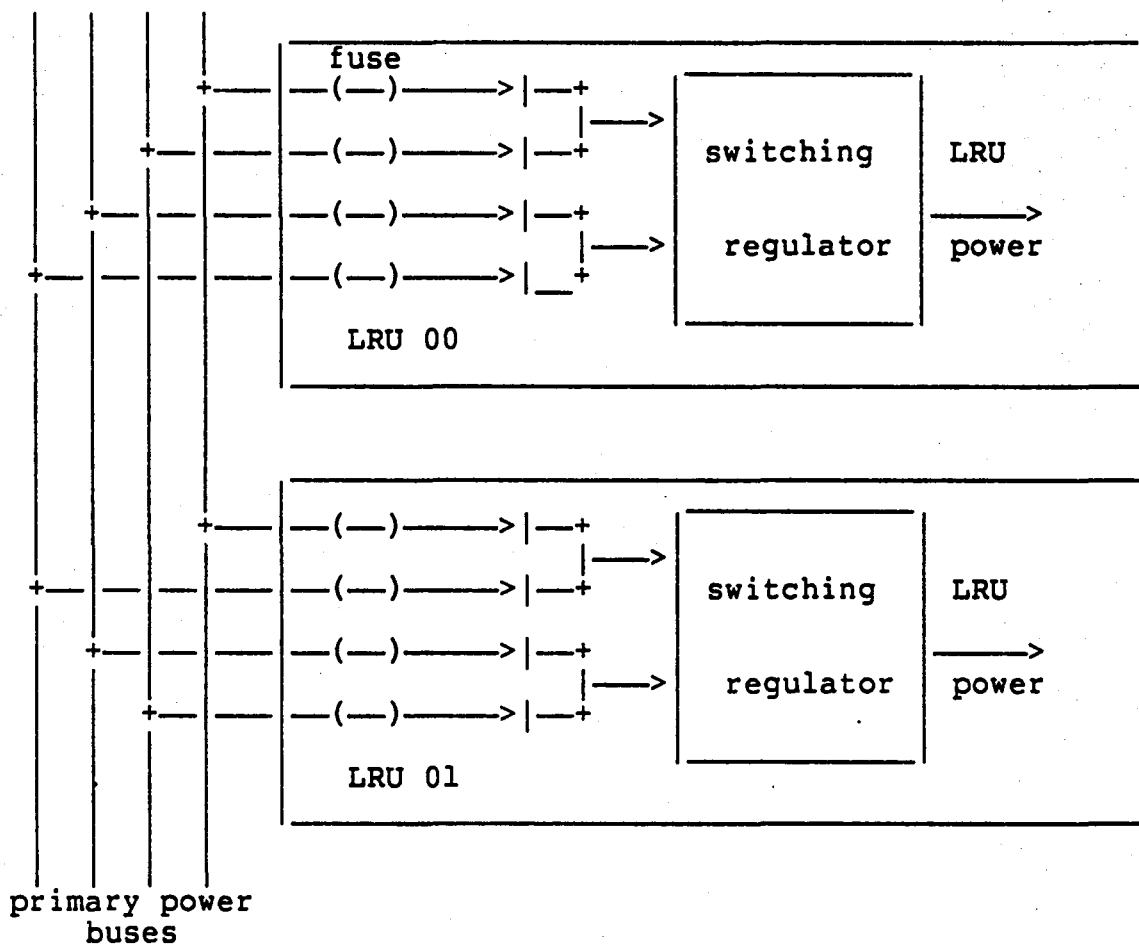 fuse
switching LRU
regulator power
LRU 00
switching LRU
regulator power
LRU 01
primary power
buses